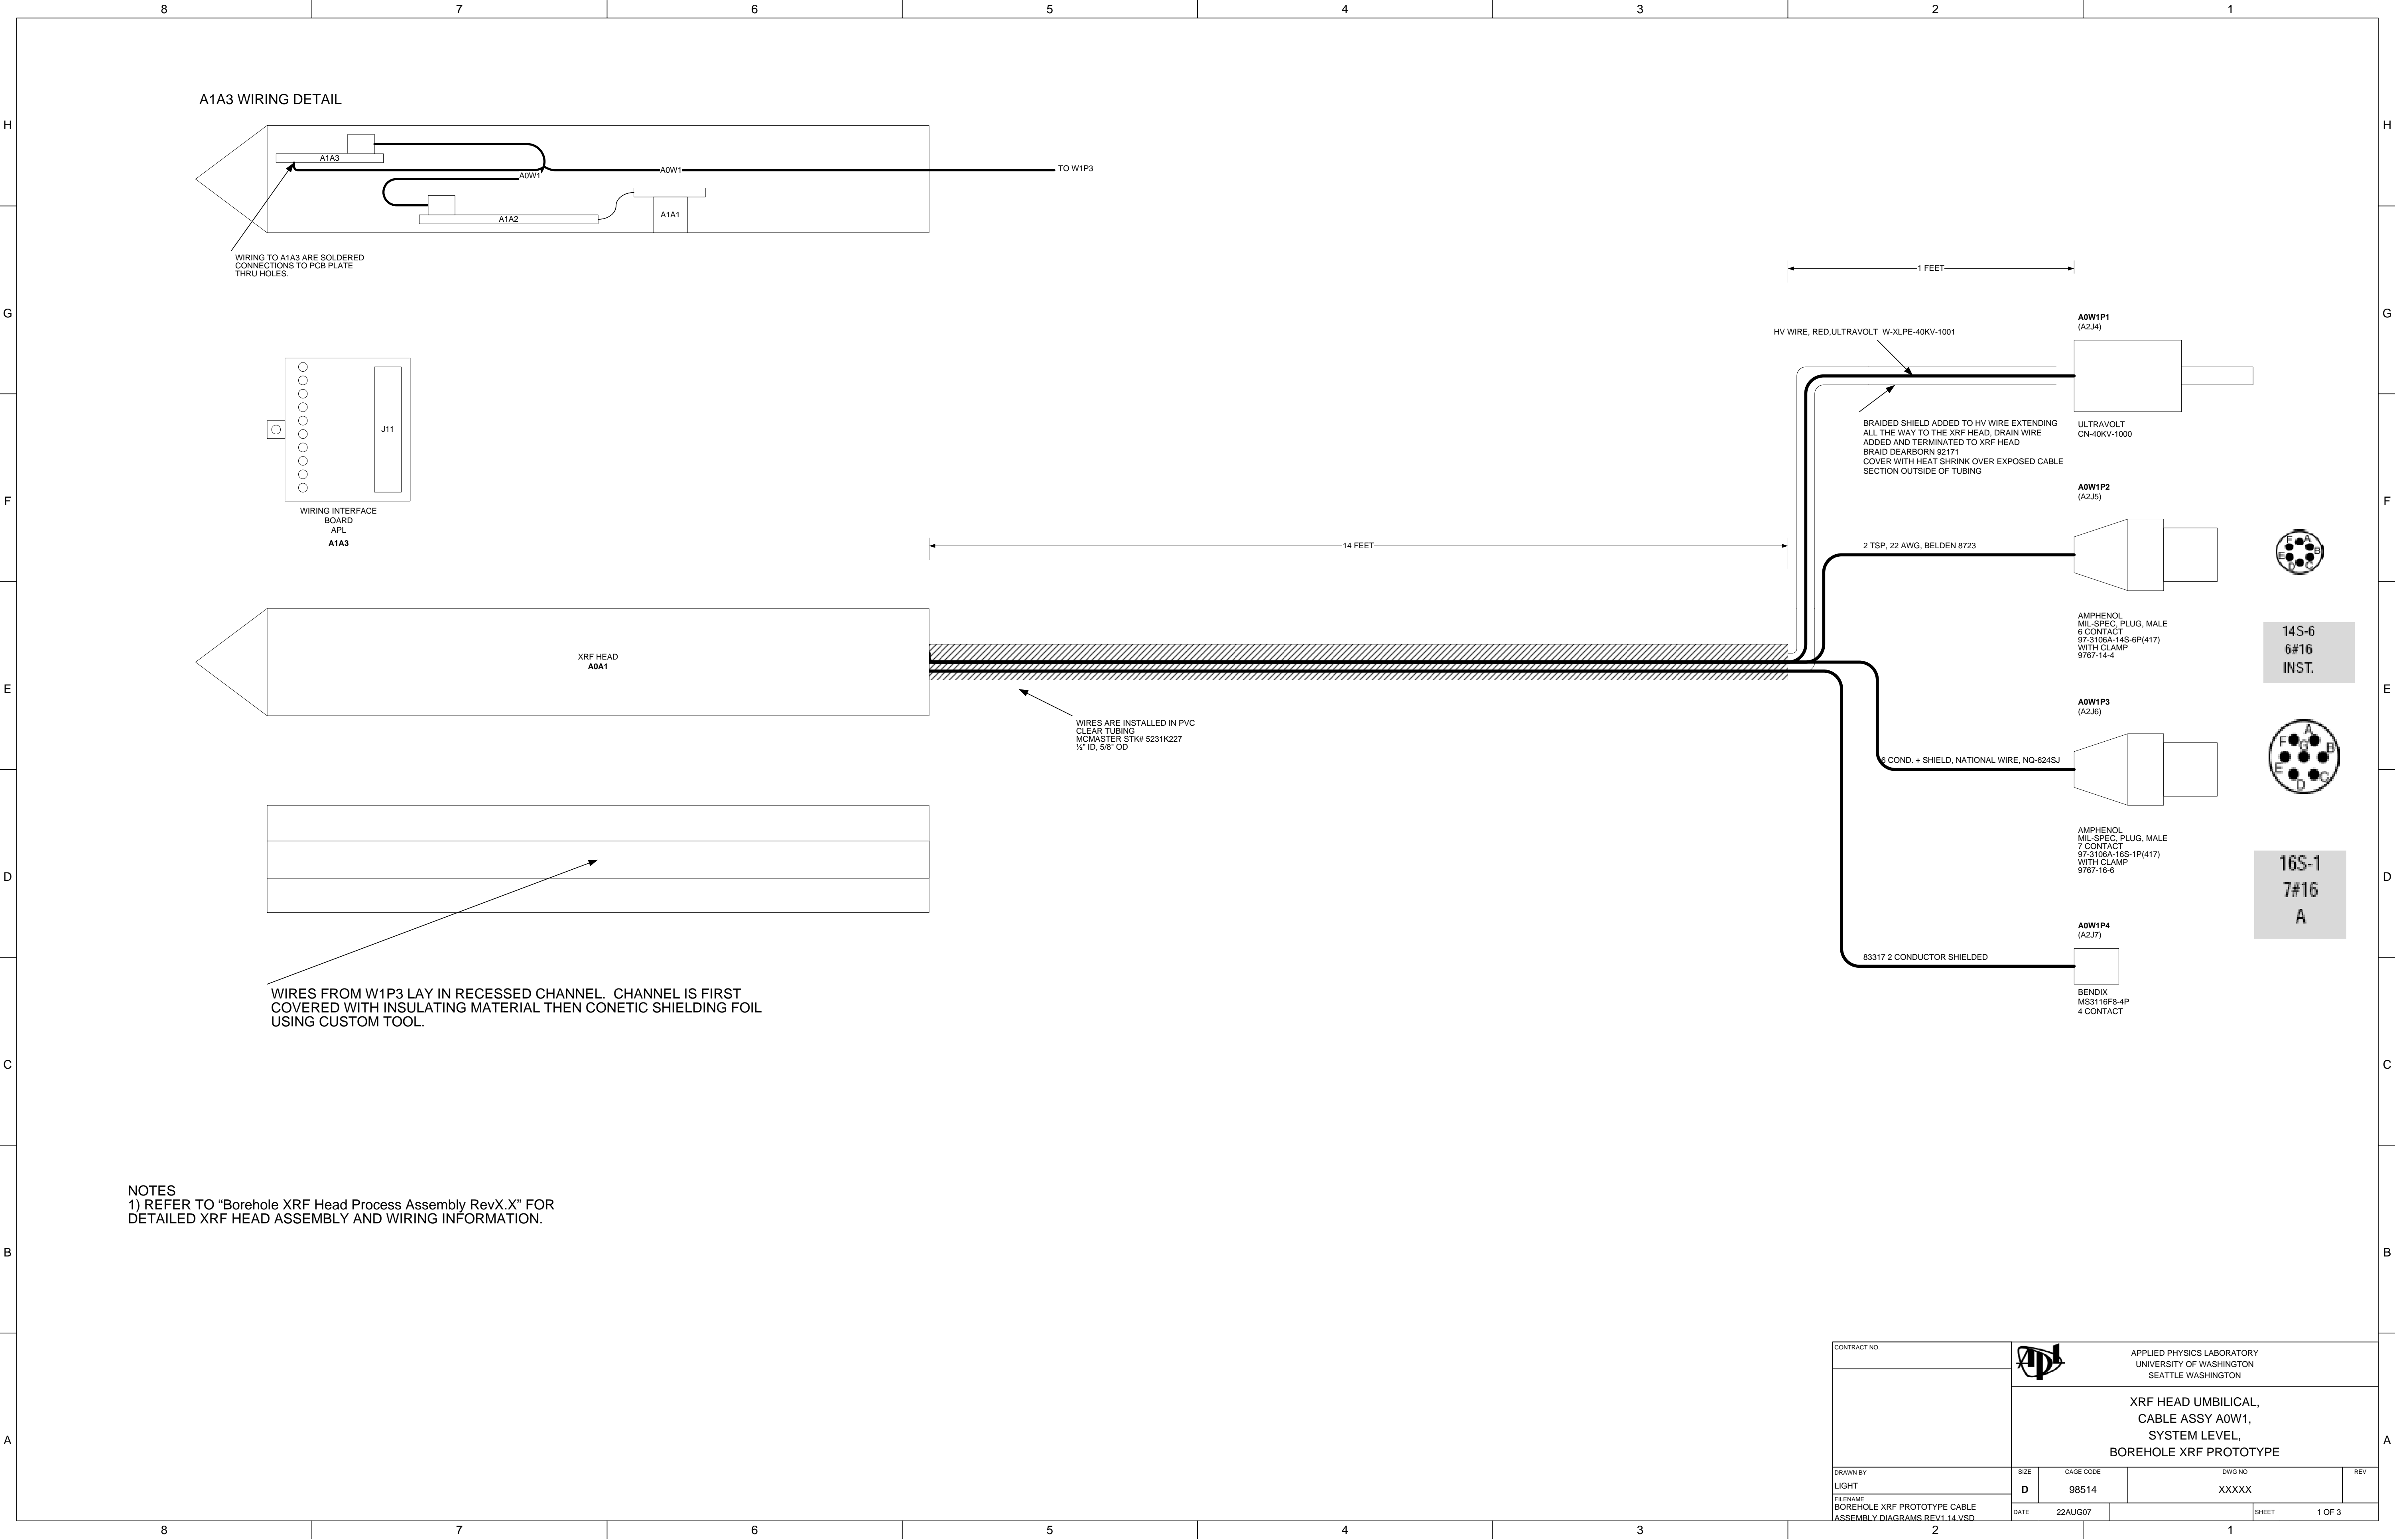 8 7 6 5 4 3 2 1
A1A3 WIRING DETAIL
H H
A1A3
A0W1
A0W1
TO W1P3
A1A2
A1A1
WIRING TO A1A3 ARE SOLDERED
CONNECTIONS TO PCB PLATE
THRU HOLES.
1 FEET
G G
A0W1P1
(A2J4)
HV WIRE, RED,ULTRAVOLT W-XLPE-40KV-1001
J11
BRAIDED SHIELD ADDED TO HV WIRE EXTENDING
ALL THE WAY TO THE XRF HEAD, DRAIN WIRE
ADDED AND TERMINATED TO XRF HEAD
BRAID DEARBORN 92171
COVER WITH HEAT SHRINK OVER EXPOSED CABLE
SECTION OUTSIDE OF TUBING
ULTRAVOLT
CN-40KV-1000
F F
WIRING INTERFACE
BOARD
APL
A1A3
A0W1P2
(A2J5)
14 FEET
2 TSP, 22 AWG, BELDEN 8723
F A
E B
D C
AMPHENOL
MIL-SPEC, PLUG, MALE
6 CONTACT
97-3106A-14S-6P(417)
WITH CLAMP
9767-14-4
14S-6
6#16
INST.
XRF HEAD
A0A1
E E
WIRES ARE INSTALLED IN PVC
CLEAR TUBING
MCMASTER STK# 5231K227
½" ID, 5/8" OD
A0W1P3
(A2J6)
6 COND. + SHIELD, NATIONAL WIRE, NQ-624SJ
A
F G B
E C
D
AMPHENOL
MIL-SPEC, PLUG, MALE
7 CONTACT
97-3106A-16S-1P(417)
WITH CLAMP
9767-16-6
16S-1
7#16
A
D D
A0W1P4
(A2J7)
83317 2 CONDUCTOR SHIELDED
BENDIX
MS3116F8-4P
4 CONTACT
WIRES FROM W1P3 LAY IN RECESSED CHANNEL. CHANNEL IS FIRST
COVERED WITH INSULATING MATERIAL THEN CONETIC SHIELDING FOIL
USING CUSTOM TOOL.
C C
NOTES
1) REFER TO “Borehole XRF Head Process Assembly RevX.X” FOR
DETAILED XRF HEAD ASSEMBLY AND WIRING INFORMATION.
B B
CONTRACT NO.
APL
APPLIED PHYSICS LABORATORY
UNIVERSITY OF WASHINGTON
SEATTLE WASHINGTON
XRF HEAD UMBILICAL,
CABLE ASSY A0W1,
SYSTEM LEVEL,
BOREHOLE XRF PROTOTYPE
A A
DRAWN BY
LIGHT
FILENAME
BOREHOLE XRF PROTOTYPE CABLE
ASSEMBLY DIAGRAMS REV1.14.VSD
SIZE CAGE CODE DWG NO REV
D 98514 XXXXX
DATE 22AUG07 SHEET 1 OF 3
8 7 6 5 4 3 2 1